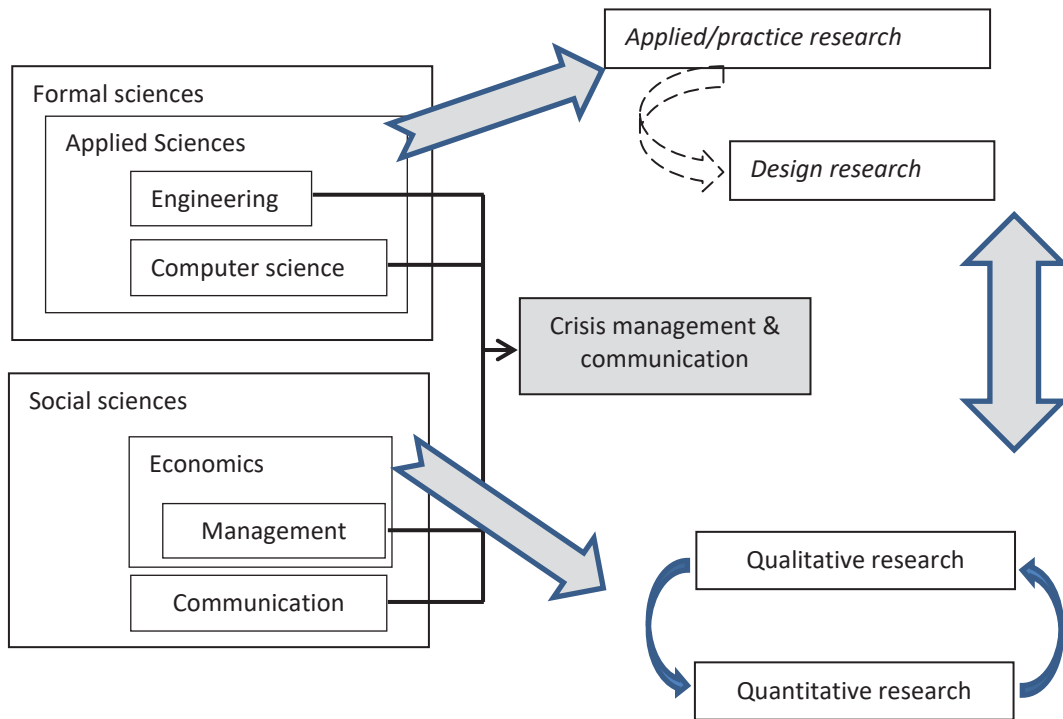 Applied/practice research
Formal sciences
Applied Sciences
Engineering
Design research
Computer science
Crisis management &
communication
Social sciences
Economics
Management
Communication
Qualitative research
Quantitative research